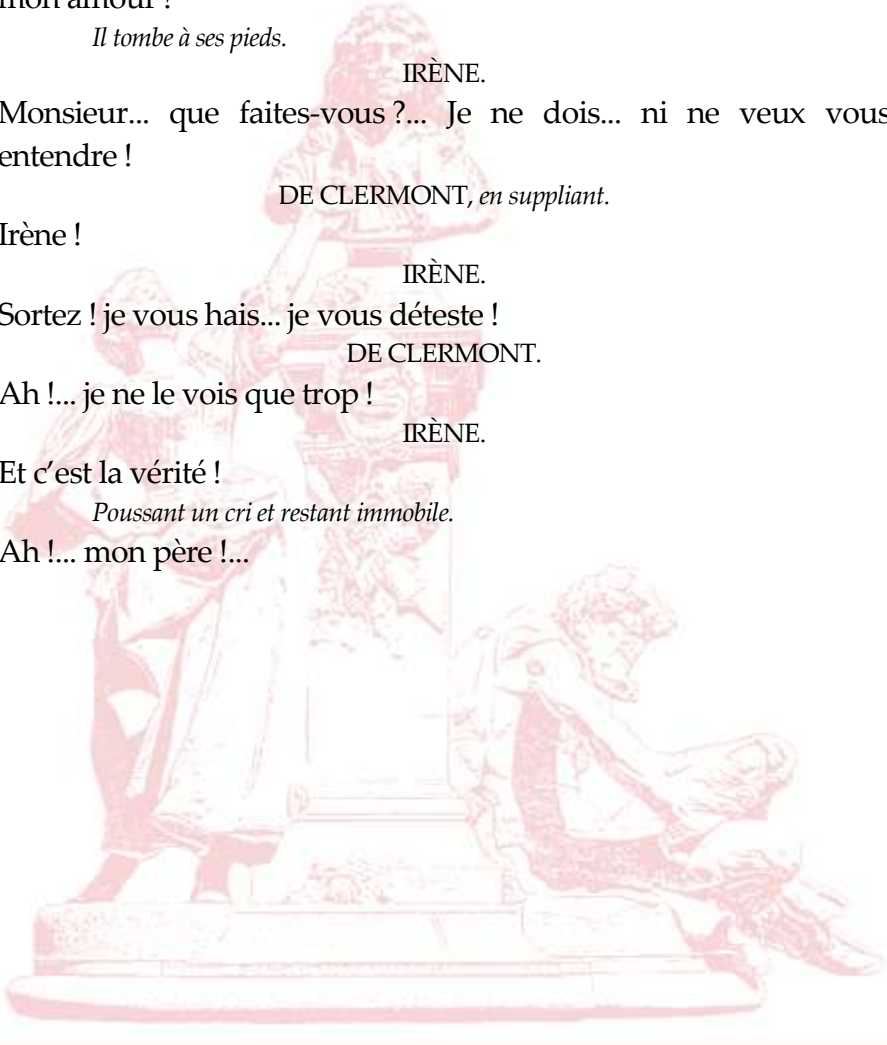 mon amour !
Il tombe à ses pieds.
IRÈNE.
Monsieur... que faites-vous ?... Je ne dois... ni ne veux vous
entendre !
DE CLERMONT, en suppliant.
Irène !
IRÈNE.
Sortez ! je vous hais... je vous déteste !
DE CLERMONT.
Ah !... je ne le vois que trop !
IRÈNE.
Et c’est la vérité !
Poussant un cri et restant immobile.
Ah !... mon père !...